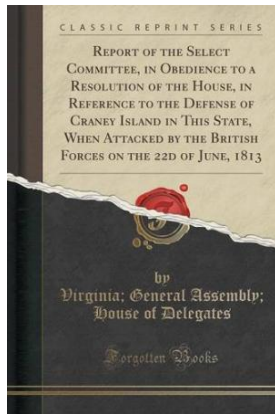 CLASSIC REPRINT SERIES
REPORT OF THE SELECT
COMMITTEE, IN OBEDIENCE TO A
RESOLUTION OF THE HOUSE, IN
REFERENCE TO THE DEFENSE OF
CRANEY ISLAND IN THIS STATE,
WHEN ATTACKED BY THE BRITISH
FORCES ON THE 22D OF JUNE, 1813
by
Virginia; General Assembly;
House of Delegates
Forgotten Books